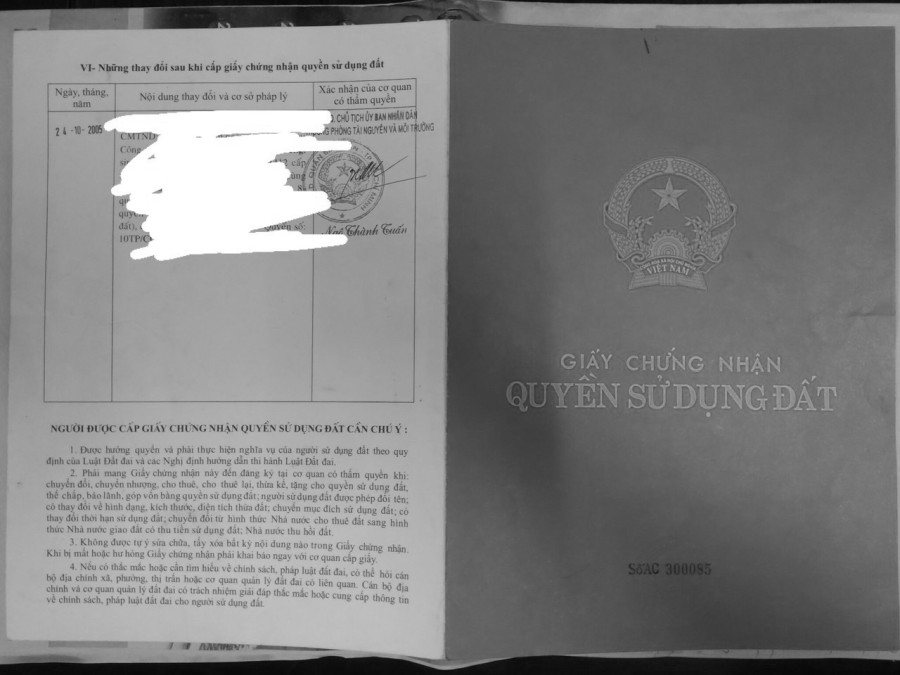 VI- Những thay đổi sau khi cấp giấy chứng nhận quyền sử dụng đất
Ngày, tháng, năm
Nội dung thay đổi và cơ sở pháp lý
Xác nhận của cơ quan có thẩm quyền
24-10-2005
CMTND
Công
cấp
đất),
số:
10TP/C
CHỦ TỊCH ỦY BAN NHÂN DÂN
PHÒNG TÀI NGUYÊN VÀ MÔI TRƯỜNG
Ngô Thành Tuấn
NGƯỜI ĐƯỢC CẤP GIẤY CHỨNG NHẬN QUYỀN SỬ DỤNG ĐẤT CẦN CHÚ Ý :
1. Được hưởng quyền và phải thực hiện nghĩa vụ của người sử dụng đất theo quy
định của Luật Đất đai và các Nghị định hướng dẫn thi hành Luật Đất đai.
2. Phải mang Giấy chứng nhận này đến đăng ký tại cơ quan có thẩm quyền khi:
chuyển đổi, chuyển nhượng, cho thuê, cho thuê lại, thừa kế, tặng cho quyền sử dụng đất,
thế chấp, bảo lãnh, góp vốn bằng quyền sử dụng đất; người sử dụng đất được phép đổi tên;
có thay đổi về hình dạng, kích thước, diện tích thửa đất; chuyển mục đích sử dụng đất; có
thay đổi thời hạn sử dụng đất; chuyển đổi từ hình thức Nhà nước cho thuê đất sang hình
thức Nhà nước giao đất có thu tiền sử dụng đất; Nhà nước thu hồi đất.
3. Không được tự ý sửa chữa, tẩy xóa bất kỳ nội dung nào trong Giấy chứng nhận.
Khi bị mất hoặc hư hỏng Giấy chứng nhận phải khai báo ngay với cơ quan cấp giấy.
4. Nếu có thắc mắc hoặc cần tìm hiểu về chính sách, pháp luật đất đai, có thể hỏi cán
bộ địa chính xã, phường, thị trấn hoặc cơ quan quản lý đất đai có liên quan. Cán bộ địa
chính và cơ quan quản lý đất đai có trách nhiệm giải đáp thắc mắc hoặc cung cấp thông tin
về chính sách, pháp luật đất đai cho người sử dụng đất.
VIỆT NAM
GIẤY CHỨNG NHẬN
QUYỀN SỬ DỤNG ĐẤT
Số AC 300085